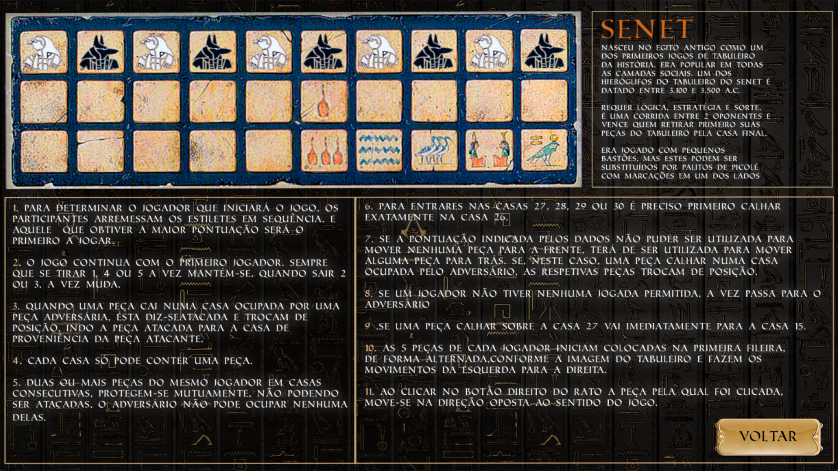 SENET
NASCEU NO EGITO ANTIGO COMO UM
DOS PRIMEIROS JOGOS DE TABULEIRO
DA HISTÓRIA. ERA POPULAR EM TODAS
AS CAMADAS SOCIAIS. UM DOS
HIERÓGLIFOS DO TABULEIRO DO SENET É
DATADO ENTRE 3.100 E 3.500 A.C.
REQUER LÓGICA, ESTRATÉGIA E SORTE.
É UMA CORRIDA ENTRE 2 OPONENTES E
VENCE QUEM RETIRAR PRIMEIRO SUAS
PEÇAS DO TABULEIRO PELA CASA FINAL.
ERA JOGADO COM PEQUENOS
BASTÕES, MAS ESTES PODEM SER
SUBSTITUÍDOS POR PALITOS DE PICOLÉ
COM MARCAÇÕES EM UM DOS LADOS
1. PARA DETERMINAR O JOGADOR QUE INICIARÁ O JOGO, OS
PARTICIPANTES ARREMESSAM OS ESTILETES EM SEQUÊNCIA, E
AQUELE QUE OBTIVER A MAIOR PONTUAÇÃO SERÁ O
PRIMEIRO A JOGAR.
2. O JOGO CONTINUA COM O PRIMEIRO JOGADOR. SEMPRE
QUE SE TIRAR 1, 4 OU 5 A VEZ MANTÉM-SE, QUANDO SAIR 2
OU 3, A VEZ MUDA.
3. QUANDO UMA PEÇA CAI NUMA CASA OCUPADA POR UMA
PEÇA ADVERSÁRIA, ESTA DIZ-SEATACADA E TROCAM DE
POSIÇÃO, INDO A PEÇA ATACADA PARA A CASA DE
PROVENIÊNCIA DA PEÇA ATACANTE.
4. CADA CASA SÓ PODE CONTER UMA PEÇA.
5. DUAS OU MAIS PEÇAS DO MESMO JOGADOR EM CASAS
CONSECUTIVAS, PROTEGEM-SE MUTUAMENTE, NÃO PODENDO
SER ATACADAS. O ADVERSÁRIO NÃO PODE OCUPAR NENHUMA
DELAS.
6. PARA ENTRARES NAS CASAS 27, 28, 29 OU 30 É PRECISO PRIMEIRO CALHAR
EXATAMENTE NA CASA 26.
7. SE A PONTUAÇÃO INDICADA PELOS DADOS NÃO PUDER SER UTILIZADA PARA
MOVER NENHUMA PEÇA PARA A FRENTE, TERÁ DE SER UTILIZADA PARA MOVER
ALGUMA PEÇA PARA TRÁS. SE, NESTE CASO, UMA PEÇA CALHAR NUMA CASA
OCUPADA PELO ADVERSÁRIO, AS RESPETIVAS PEÇAS TROCAM DE POSIÇÃO.
8. SE UM JOGADOR NÃO TIVER NENHUMA JOGADA PERMITIDA, A VEZ PASSA PARA O
ADVERSÁRIO
9 .SE UMA PEÇA CALHAR SOBRE A CASA 27 VAI IMEDIATAMENTE PARA A CASA 15.
10. AS 5 PEÇAS DE CADA JOGADOR INICIAM COLOCADAS NA PRIMEIRA FILEIRA,
DE FORMA ALTERNADA,CONFORME A IMAGEM DO TABULEIRO E FAZEM OS
MOVIMENTOS DA ESQUERDA PARA A DIREITA.
11. AO CLICAR NO BOTÃO DIREITO DO RATO A PEÇA PELA QUAL FOI CLICADA,
MOVE-SE NA DIREÇÃO OPOSTA AO SENTIDO DO JOGO.
VOLTAR